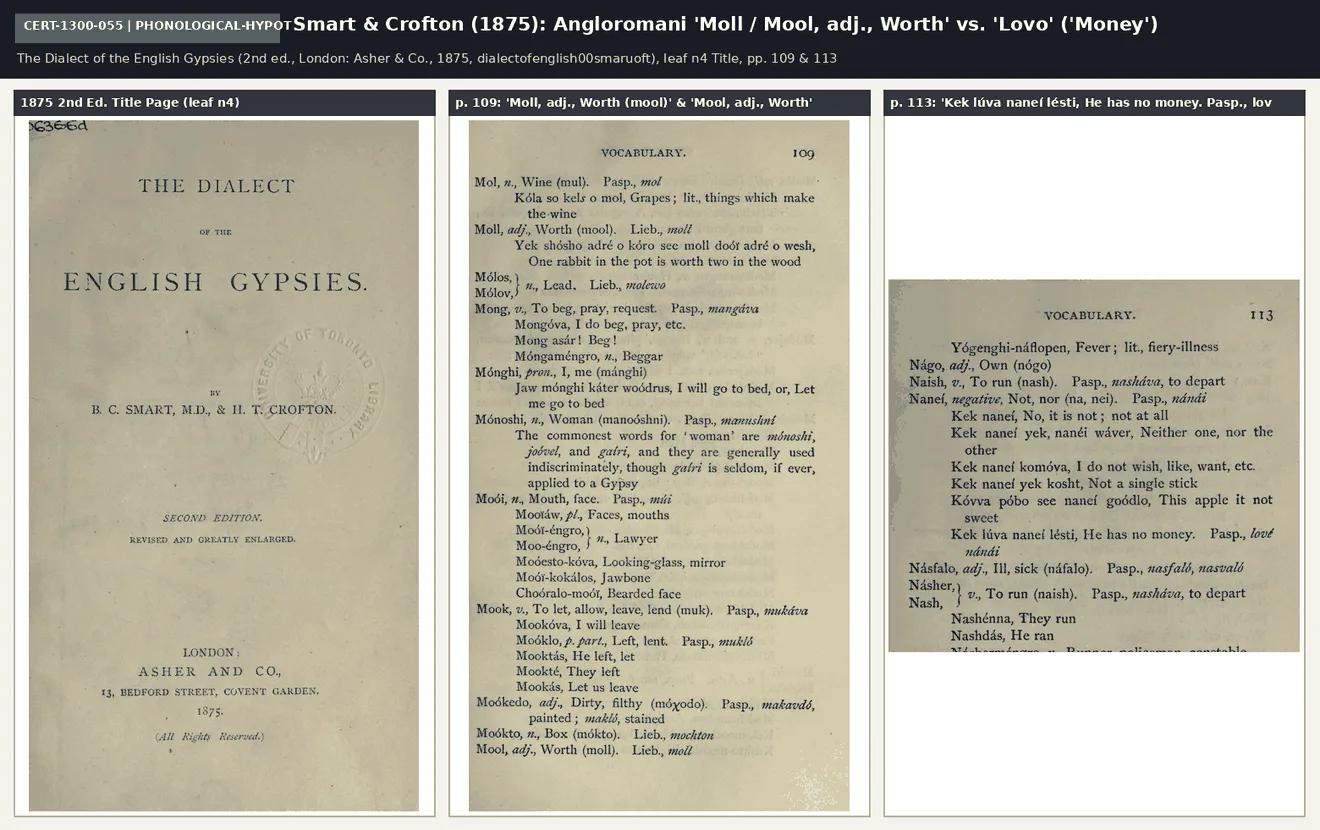 CERT-1300-055 | PHONOLOGICAL-HYPOT
Smart & Crofton (1875): Angloromani 'Moll / Mool, adj., Worth' vs. 'Lovo' ('Money')
The Dialect of the English Gypsies (2nd ed., London: Asher & Co., 1875, dialectofenglish00smaruoft), leaf n4 Title, pp. 109 & 113
1875 2nd Ed. Title Page (leaf n4)
THE DIALECT
OF THE
ENGLISH GYPSIES.
UNIVERSITY OF TORONTO LIBRARY
BY
B. C. SMART, M.D., & H. T. CROFTON.
SECOND EDITION.
REVISED AND GREATLY ENLARGED.
LONDON:
ASHER AND CO.,
13, BEDFORD STREET, COVENT GARDEN.
1875.
(All Rights Reserved.)
p. 109: 'Moll, adj., Worth (mool)' & 'Mool, adj., Worth'
VOCABULARY. 109
Mol, n., Wine (mul). Pasp., mol
Kóla so kels o mol, Grapes; lit., things which make
the wine
Moll, adj., Worth (mool). Lieb., moll
Yek shósho adré o kóro see moll dooí adré o wesh,
One rabbit in the pot is worth two in the wood
Mólos,
Mólov,} n., Lead. Lieb., molewo
Mong, v., To beg, pray, request. Pasp., mangáva
Mongóva, I do beg, pray, etc.
Mong asár! Beg!
Móngaméngro, n., Beggar
Mónghi, pron., I, me (mánghi)
Jaw mónghi káter woódrus, I will go to bed, or, Let
me go to bed
Mónoshi, n., Woman (manoóshni). Pasp., manushní
The commonest words for 'woman' are mónoshi,
joóvel, and gaíri, and they are generally used
indiscriminately, though gaíri is seldom, if ever,
applied to a Gypsy
Moói, n., Mouth, face. Pasp., múi
Mooïáw, pl., Faces, mouths
Moóï-éngro,
Moo-éngro,} n., Lawyer
Moóesto-kóva, Looking-glass, mirror
Moóï-kokálos, Jawbone
Choóralo-moóï, Bearded face
Mook, v., To let, allow, leave, lend (muk). Pasp., mukáva
Mookóva, I will leave
Moóklo, p. part., Left, lent. Pasp., mukló
Mooktás, He left, let
Mookté, They left
Mookás, Let us leave
Moókedo, adj., Dirty, filthy (móχodo). Pasp., makavdó,
painted; makló, stained
Moókto, n., Box (mókto). Lieb., mochton
Mool, adj., Worth (moll). Lieb., moll
p. 113: 'Kek lúva naneí lésti, He has no money. Pasp., lov
VOCABULARY. 113
Yógenghi-náflopen, Fever; lit., fiery-illness
Nágo, adj., Own (nógo)
Naish, v., To run (nash). Pasp., nasháva, to depart
Naneí, negative, Not, nor (na, nei). Pasp., nánái
Kek naneí, No, it is not; not at all
Kek naneí yek, nanéi wáver, Neither one, nor the
other
Kek naneí komóva, I do not wish, like, want, etc.
Kek naneí yek kosht, Not a single stick
Kóvva póbo see naneí goódlo, This apple it not
sweet
Kek lúva naneí lésti, He has no money. Pasp., lové
nánái
Násfalo, adj., Ill, sick (náfalo). Pasp., nasfaló, nasvaló
Násher,
Nash,} v., To run (naish). Pasp., nasháva, to depart
Nashénna, They run
Nashdás, He ran